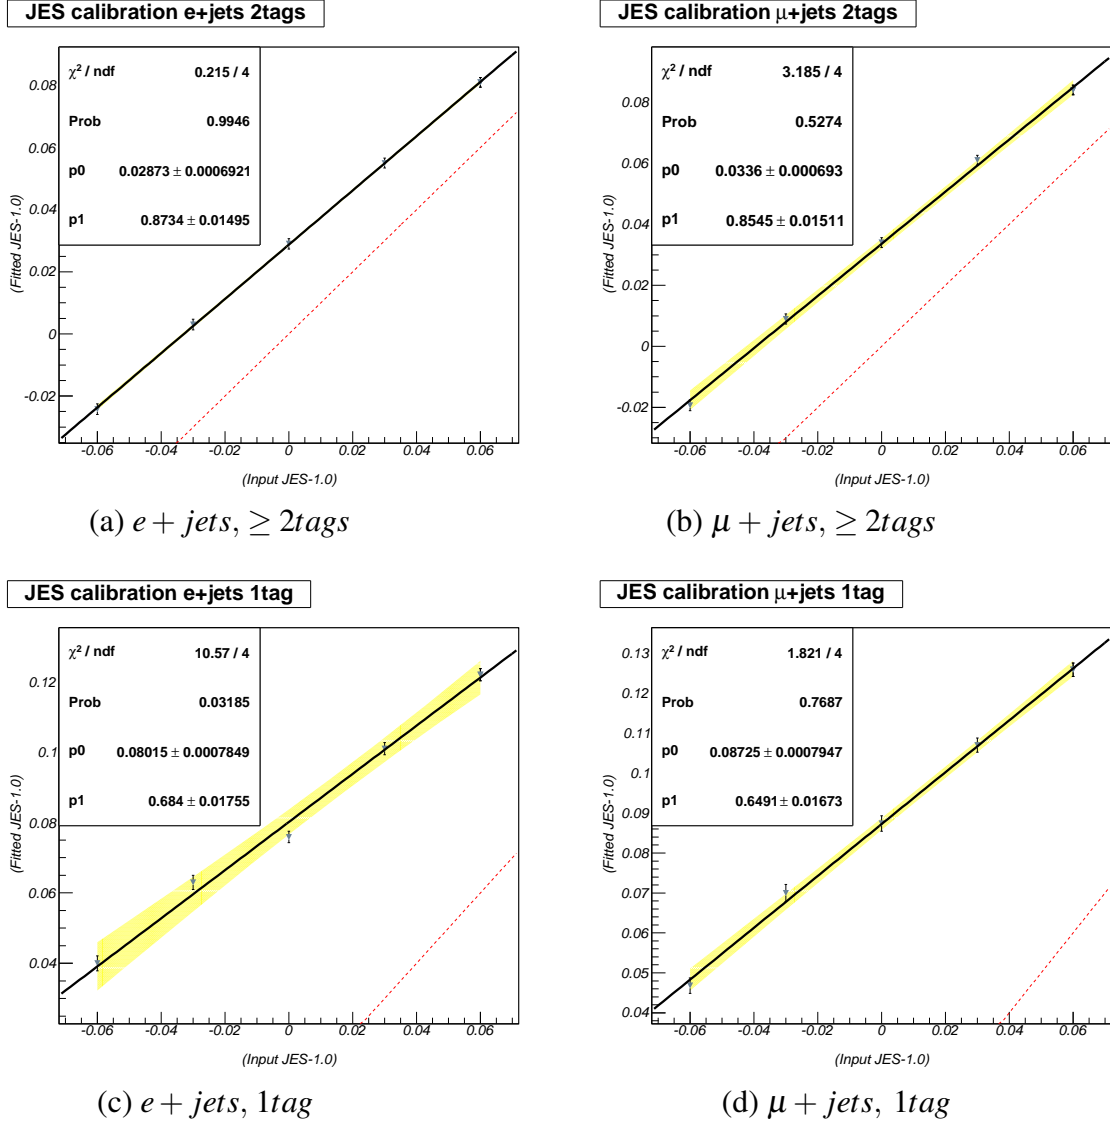 JES calibration e+jets 2tags
χ² / ndf 0.215 / 4
Prob 0.9946
p0 0.02873 ± 0.0006921
p1 0.8734 ± 0.01495
(Fitted JES-1.0)
0.08
0.06
0.04
0.02
0
-0.02
-0.06 -0.04 -0.02 0 0.02 0.04 0.06
(Input JES-1.0)
(a) e + jets, ≥ 2tags
JES calibration μ+jets 2tags
χ² / ndf 3.185 / 4
Prob 0.5274
p0 0.0336 ± 0.000693
p1 0.8545 ± 0.01511
(Fitted JES-1.0)
0.08
0.06
0.04
0.02
0
-0.02
-0.06 -0.04 -0.02 0 0.02 0.04 0.06
(Input JES-1.0)
(b) μ + jets, ≥ 2tags
JES calibration e+jets 1tag
χ² / ndf 10.57 / 4
Prob 0.03185
p0 0.08015 ± 0.0007849
p1 0.684 ± 0.01755
(Fitted JES-1.0)
0.12
0.1
0.08
0.06
0.04
-0.06 -0.04 -0.02 0 0.02 0.04 0.06
(Input JES-1.0)
(c) e + jets, 1tag
JES calibration μ+jets 1tag
χ² / ndf 1.821 / 4
Prob 0.7687
p0 0.08725 ± 0.0007947
p1 0.6491 ± 0.01673
(Fitted JES-1.0)
0.13
0.12
0.11
0.1
0.09
0.08
0.07
0.06
0.05
0.04
-0.06 -0.04 -0.02 0 0.02 0.04 0.06
(Input JES-1.0)
(d) μ + jets, 1tag